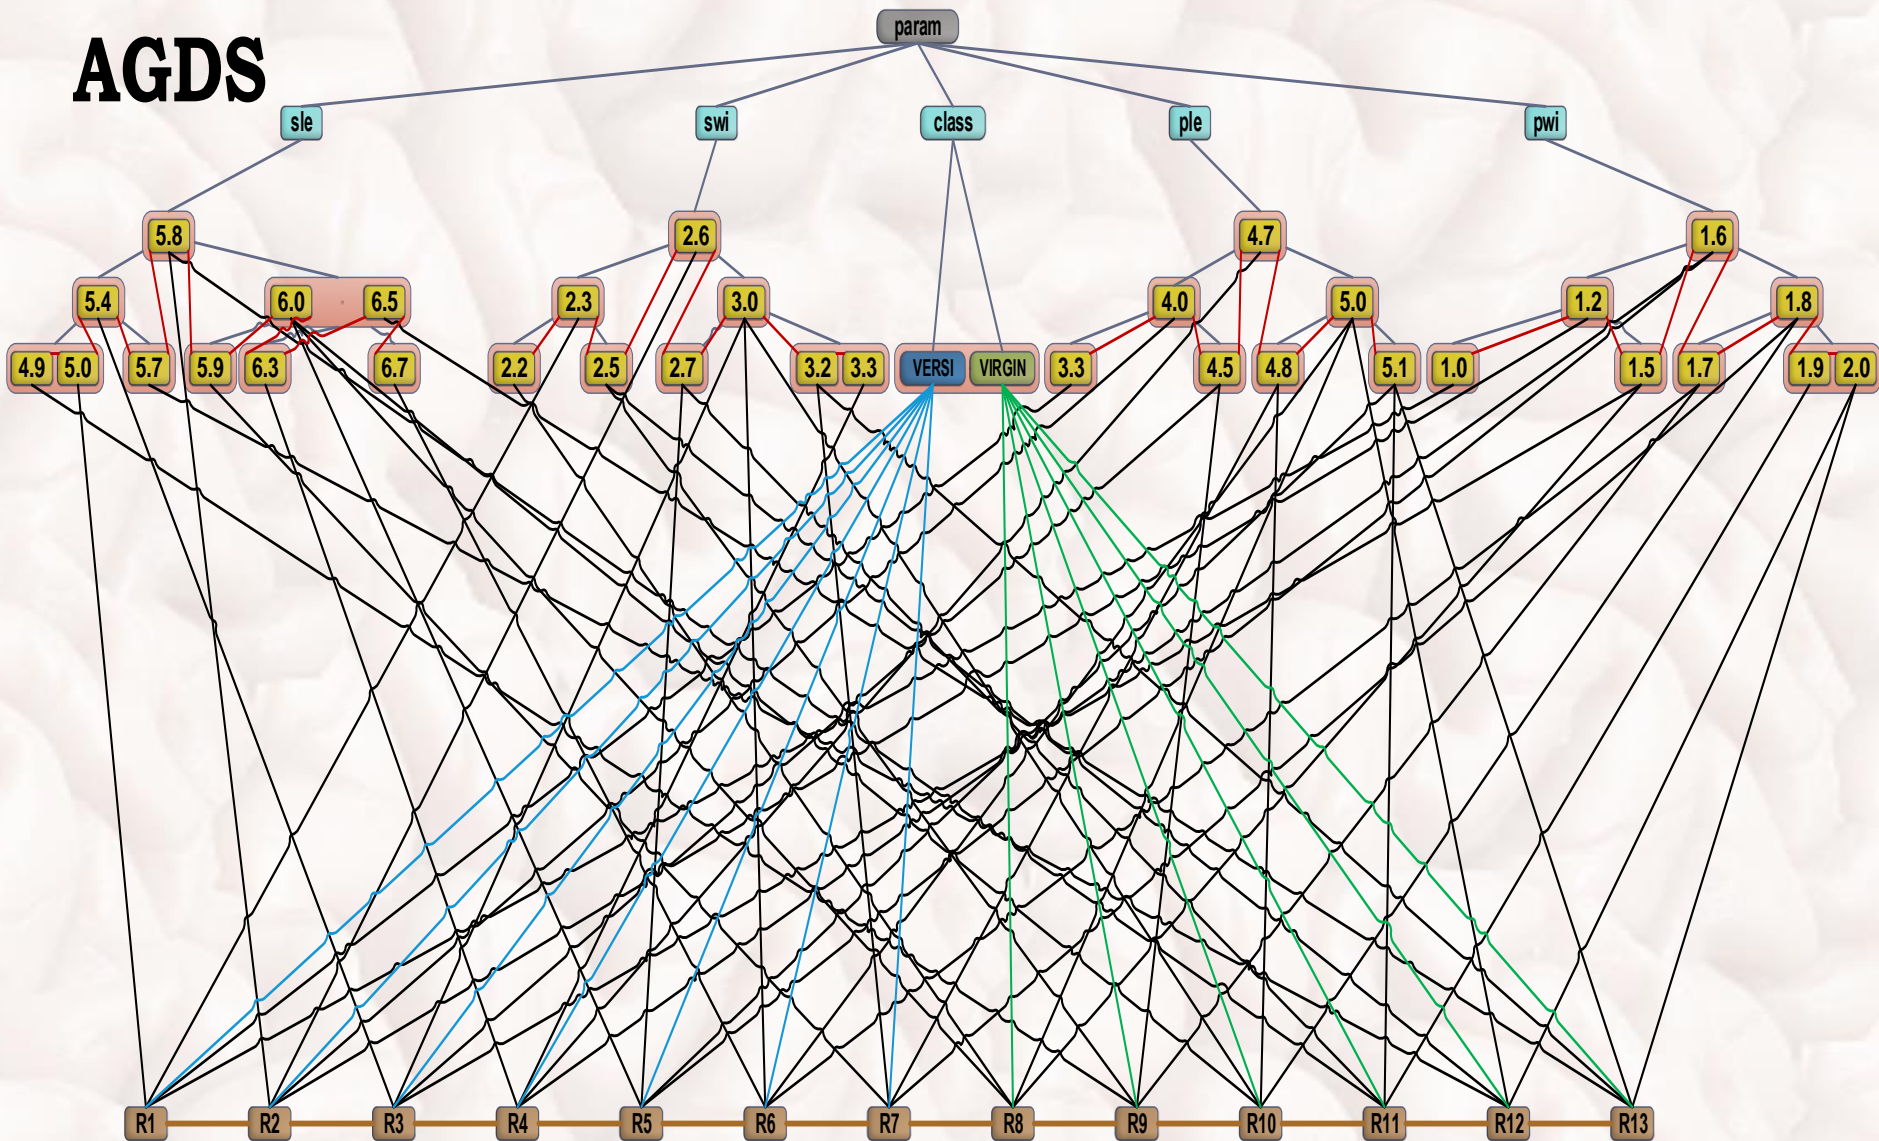 AGDS
param
sle swi class ple pwi
5.8 2.6 4.7 1.6
5.4 6.0 6.5 2.3 3.0 4.0 5.0 1.2 1.8
4.9 5.0 5.7 5.9 6.3 6.7 2.2 2.5 2.7 3.2 3.3 VERSI VIRGIN 3.3 4.5 4.8 5.1 1.0 1.5 1.7 1.9 2.0
R1 R2 R3 R4 R5 R6 R7 R8 R9 R10 R11 R12 R13